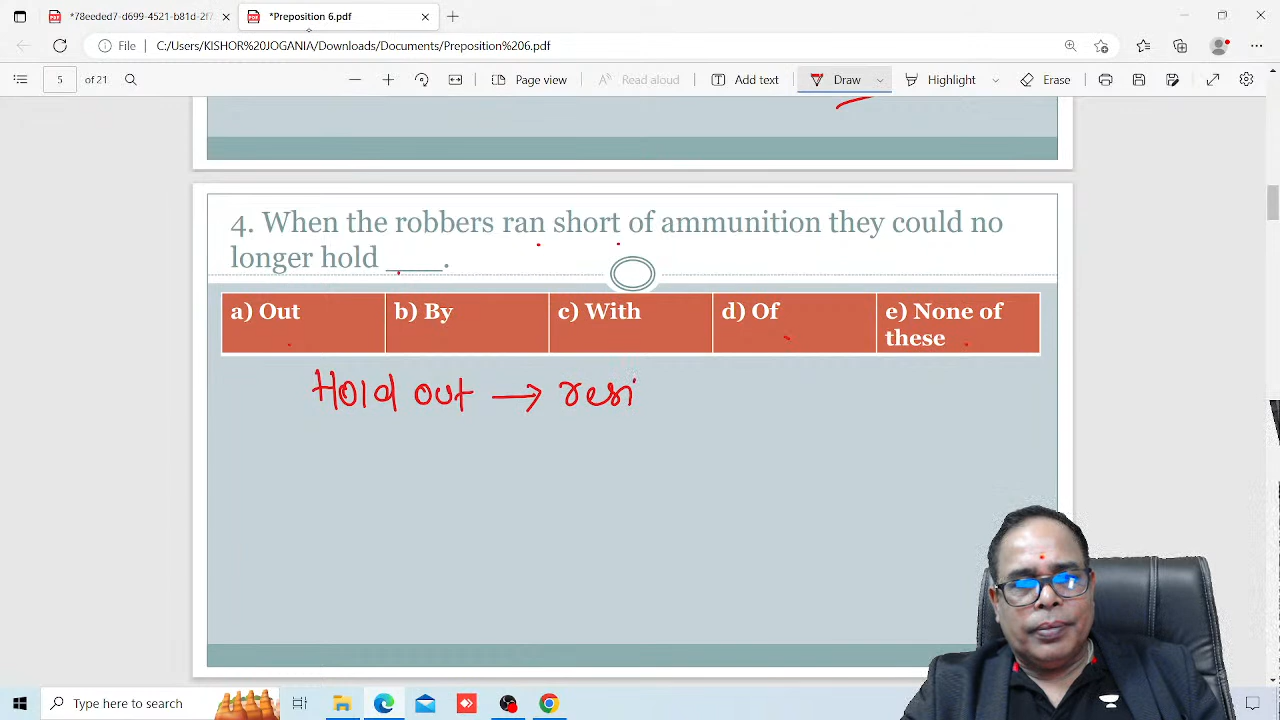 *78eded7-d699-4521-b81d-2f7
*Preposition 6.pdf
File
C:/Users/KISHOR%20JOGANIA/Downloads/Documents/Preposition%206.pdf
5 of 21
Page view
Read aloud
Add text
Draw
Highlight
Erase
4. When the robbers ran short of ammunition they could no
longer hold ____.
a) Out
b) By
c) With
d) Of
e) None of
these
Hold out → resi
Type here to search